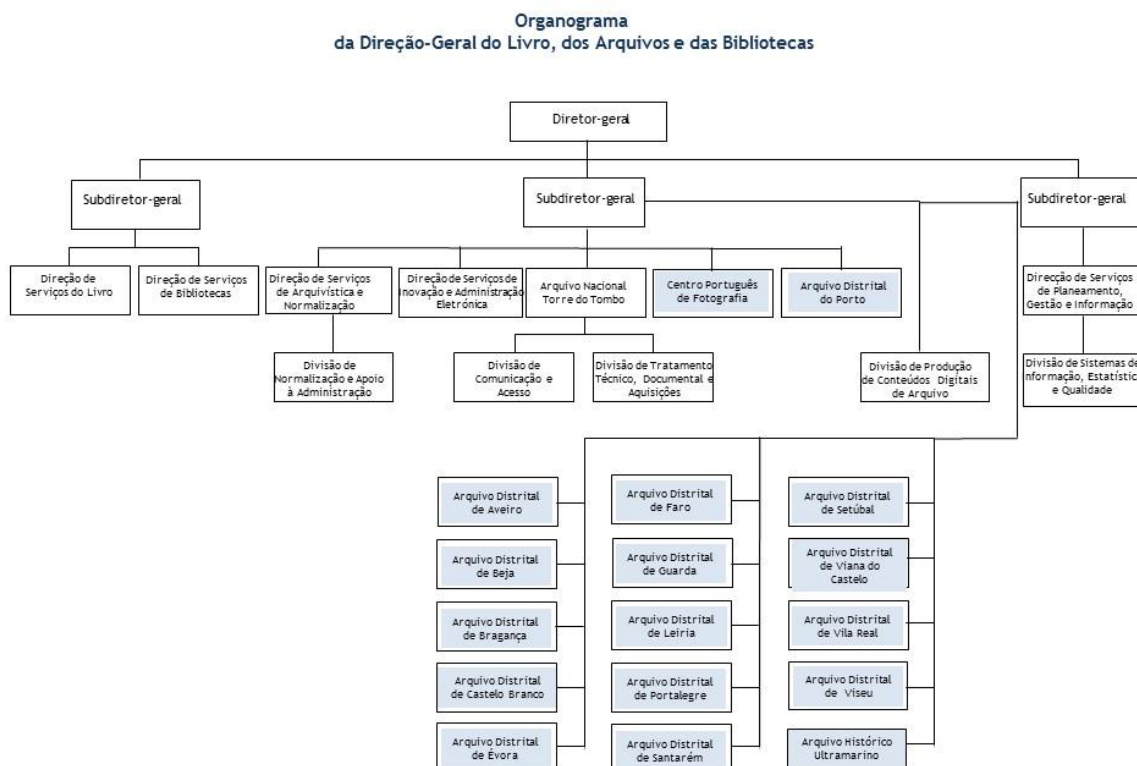 Organograma
da Direção-Geral do Livro, dos Arquivos e das Bibliotecas
Diretor-geral
Subdiretor-geral
Subdiretor-geral
Subdiretor-geral
Direção de
Serviços do Livro
Direção de Serviços
de Bibliotecas
Direção de Serviços
de Arquivística e
Normalização
Direção de Serviços de
Inovação e Administração
Eletrónica
Arquivo Nacional
Torre do Tombo
Centro Português
de Fotografia
Arquivo Distrital
do Porto
Direcção de Serviços
de Planeamento,
Gestão e Informação
Divisão de
Normalização e Apoio
à Administração
Divisão de
Comunicação e
Acesso
Divisão de Tratamento
Técnico, Documental e
Aquisições
Divisão de Produção
de Conteúdos Digitais
de Arquivo
Divisão de Sistemas de
nformação, Estatístic
e Qualidade
Arquivo Distrital
de Aveiro
Arquivo Distrital
de Faro
Arquivo Distrital
de Setúbal
Arquivo Distrital
de Beja
Arquivo Distrital
de Guarda
Arquivo Distrital
de Viana do
Castelo
Arquivo Distrital
de Bragança
Arquivo Distrital
de Leiria
Arquivo Distrital
de Vila Real
Arquivo Distrital
de Castelo Branco
Arquivo Distrital
de Portalegre
Arquivo Distrital
de Viseu
Arquivo Distrital
de Évora
Arquivo Distrital
de Santarém
Arquivo Histórico
Ultramarino